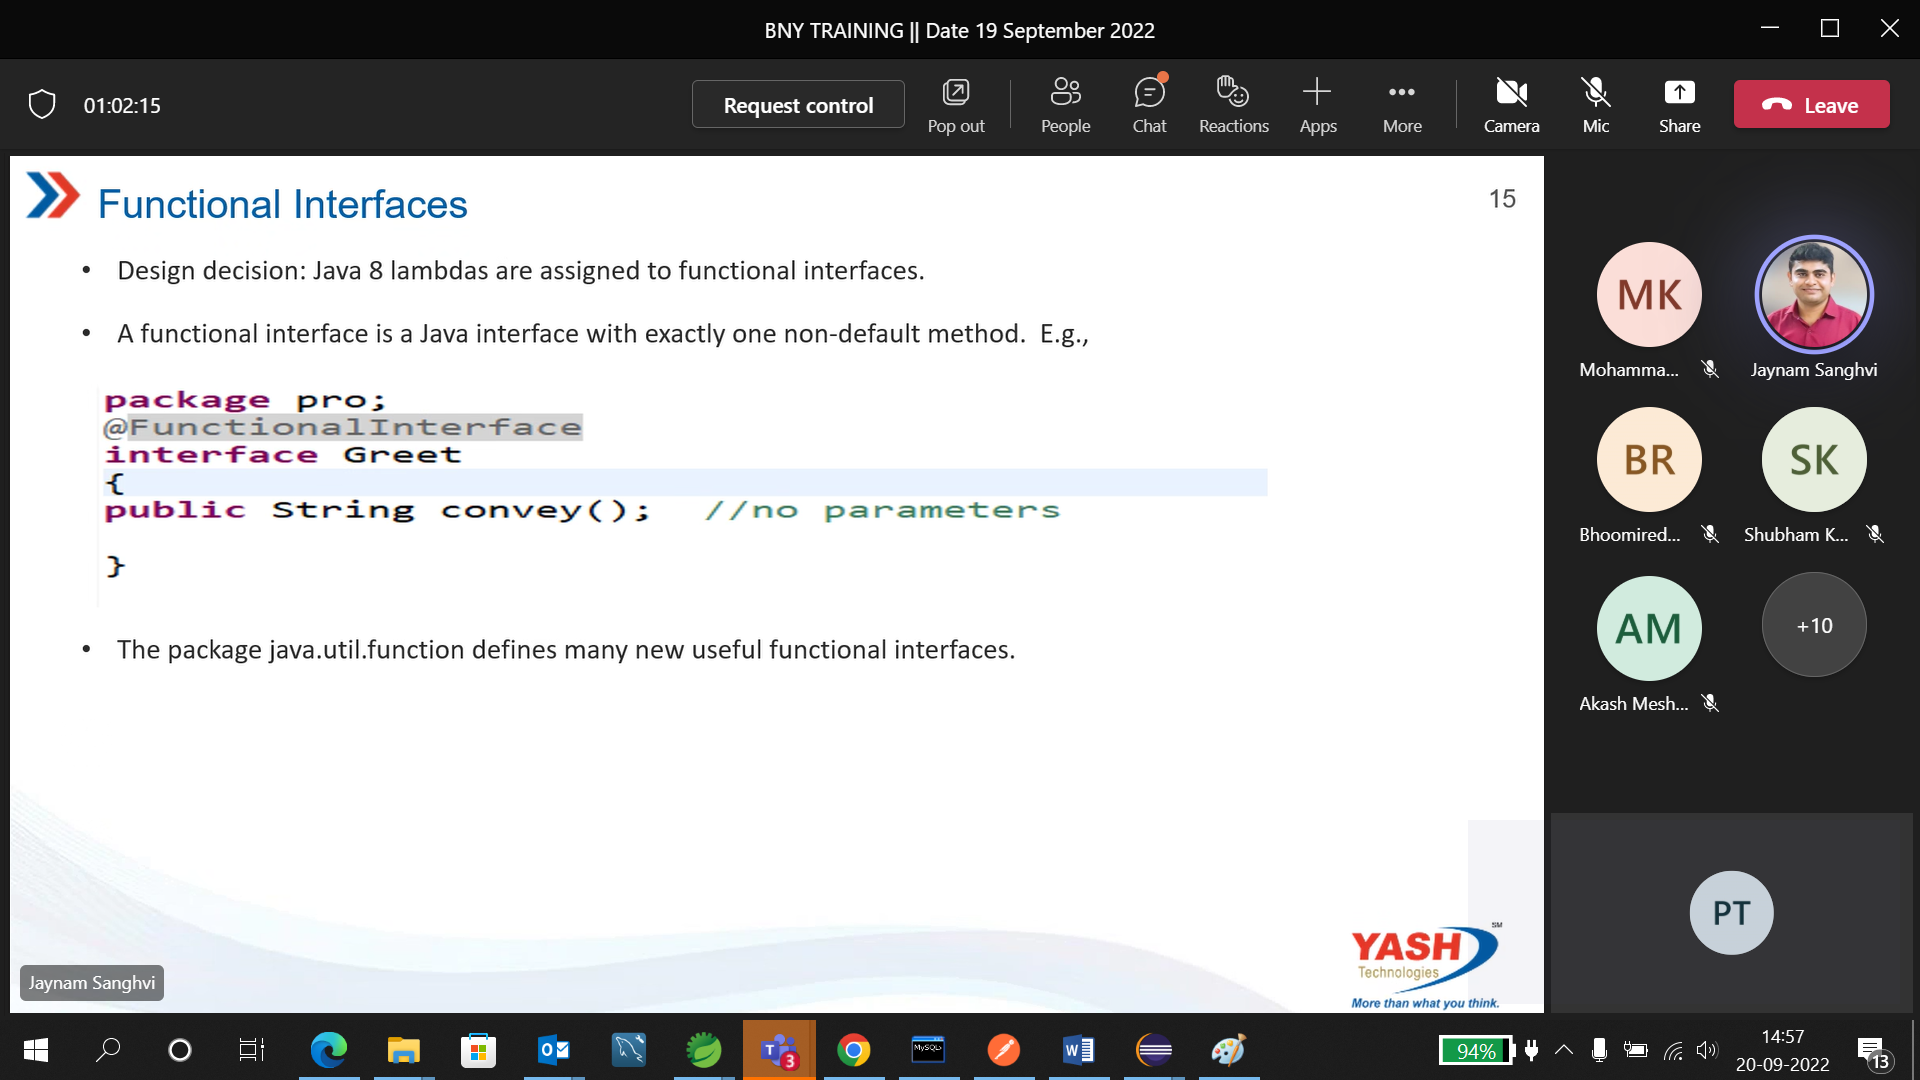 BNY TRAINING || Date 19 September 2022
01:02:15
Request control
Pop out
People
Chat
Reactions
Apps
More
Camera
Mic
Share
Leave
Functional Interfaces
15
• Design decision: Java 8 lambdas are assigned to functional interfaces.
• A functional interface is a Java interface with exactly one non-default method. E.g.,
package pro;
@FunctionalInterface
interface Greet
{
public String convey(); //no parameters
}
• The package java.util.function defines many new useful functional interfaces.
YASH
SM
Technologies
More than what you think.
Jaynam Sanghvi
MK
Mohamma...
Jaynam Sanghvi
BR
Bhoomired...
SK
Shubham K...
AM
Akash Mesh...
+10
PT
T
3
MySQL
94%
14:57
20-09-2022
13